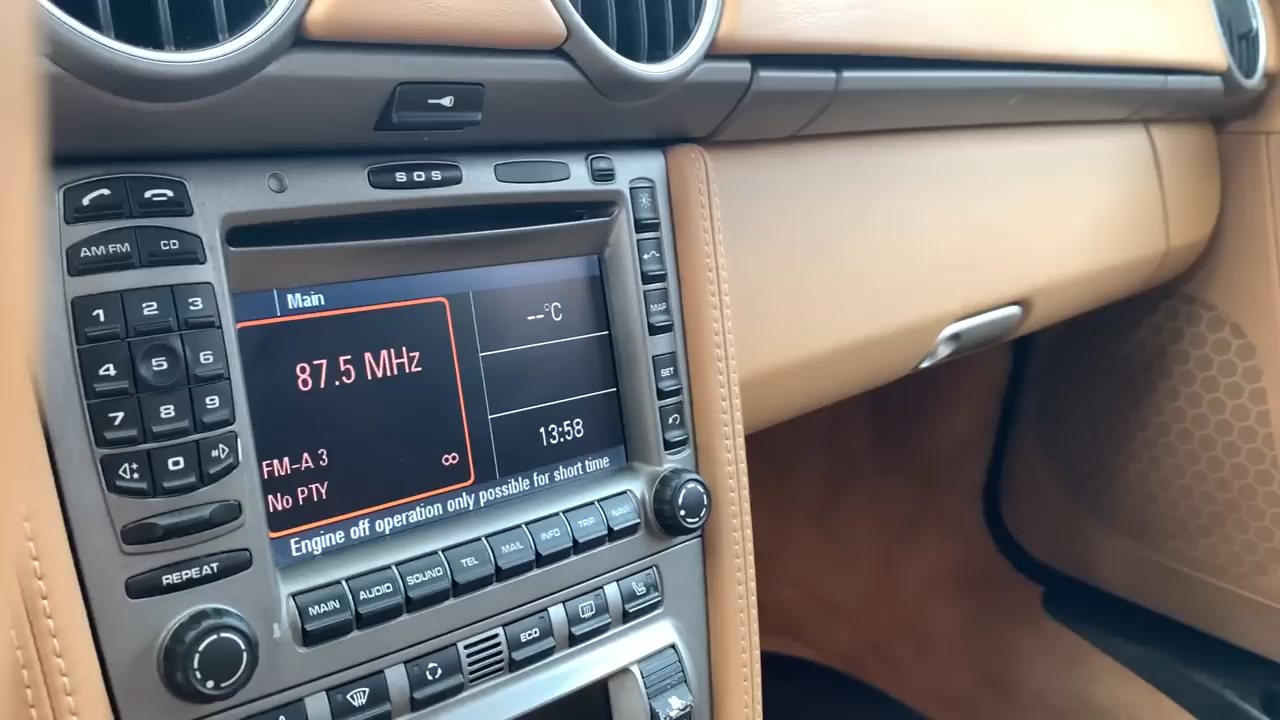 SOS
AM·FM CD
1 2 3
4 5 6
7 8 9
* 0 #
REPEAT
Main
87.5 MHz
FM-A 3
No PTY
∞
--°C
13:58
Engine off operation only possible for short time
MAP
SET
MAIN AUDIO SOUND TEL MAIL INFO TRIP NAVI
ECO